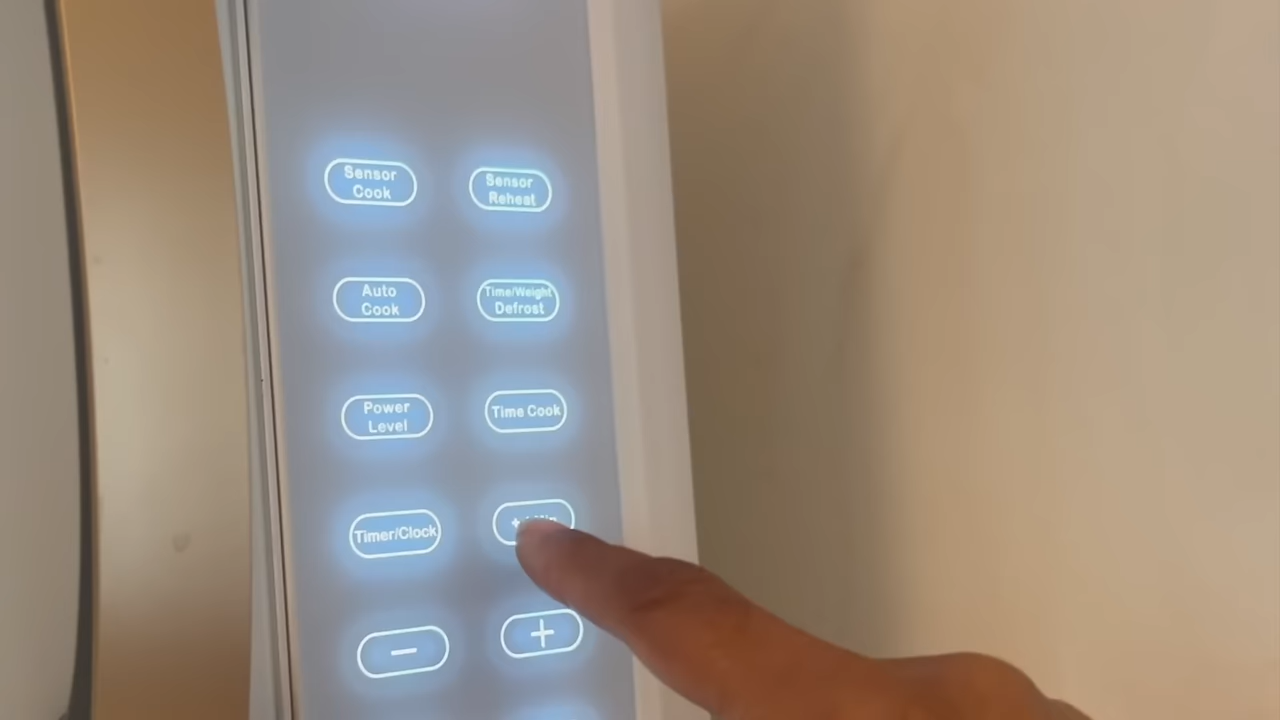 Sensor
Cook
Sensor
Reheat
Auto
Cook
Time/Weight
Defrost
Power
Level
Time Cook
Timer/Clock
−
+